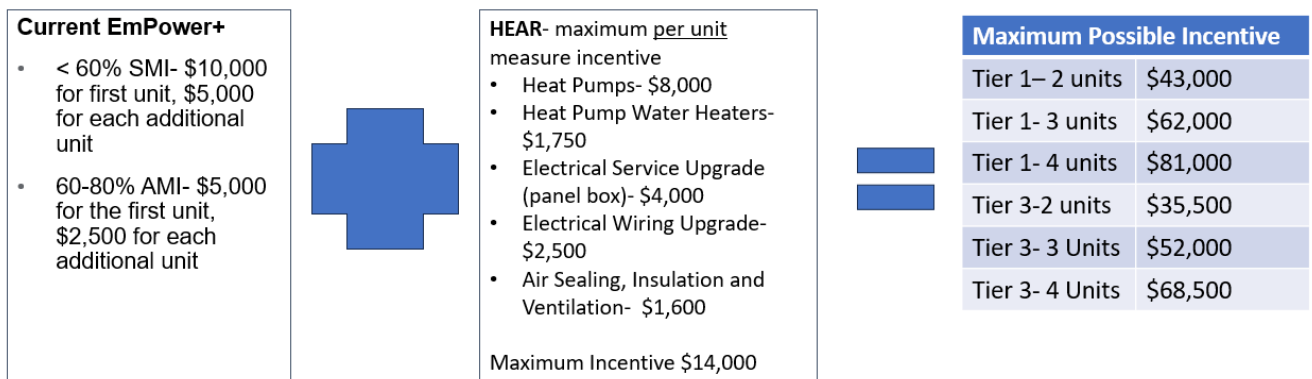 Current EmPower+
• < 60% SMI- $10,000
for first unit, $5,000
for each additional
unit
• 60-80% AMI- $5,000
for the first unit,
$2,500 for each
additional unit
HEAR- maximum per unit
measure incentive
• Heat Pumps- $8,000
• Heat Pump Water Heaters-
$1,750
• Electrical Service Upgrade
(panel box)- $4,000
• Electrical Wiring Upgrade-
$2,500
• Air Sealing, Insulation and
Ventilation- $1,600
Maximum Incentive $14,000
Maximum Possible Incentive
Tier 1– 2 units $43,000
Tier 1- 3 units $62,000
Tier 1- 4 units $81,000
Tier 3-2 units $35,500
Tier 3- 3 Units $52,000
Tier 3- 4 Units $68,500